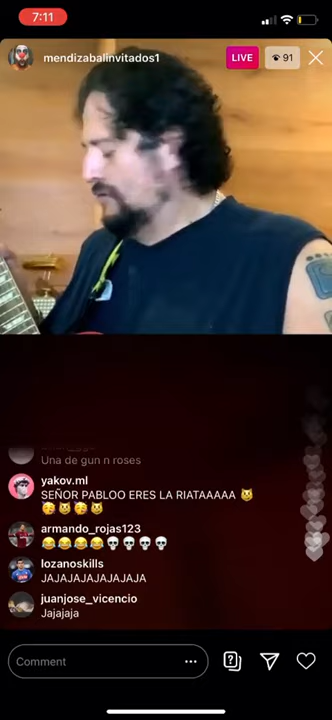 7:11
mendizabalinvitados1
LIVE
91
Una de gun n roses
yakov.ml
SEÑOR PABLOO ERES LA RIATAAAAA 😼
🥳😼🥳😼
armando_rojas123
😂😂😂😂💀💀💀💀
lozanoskills
JAJAJAJAJAJAJAJA
juanjose_vicencio
Jajajaja
Comment